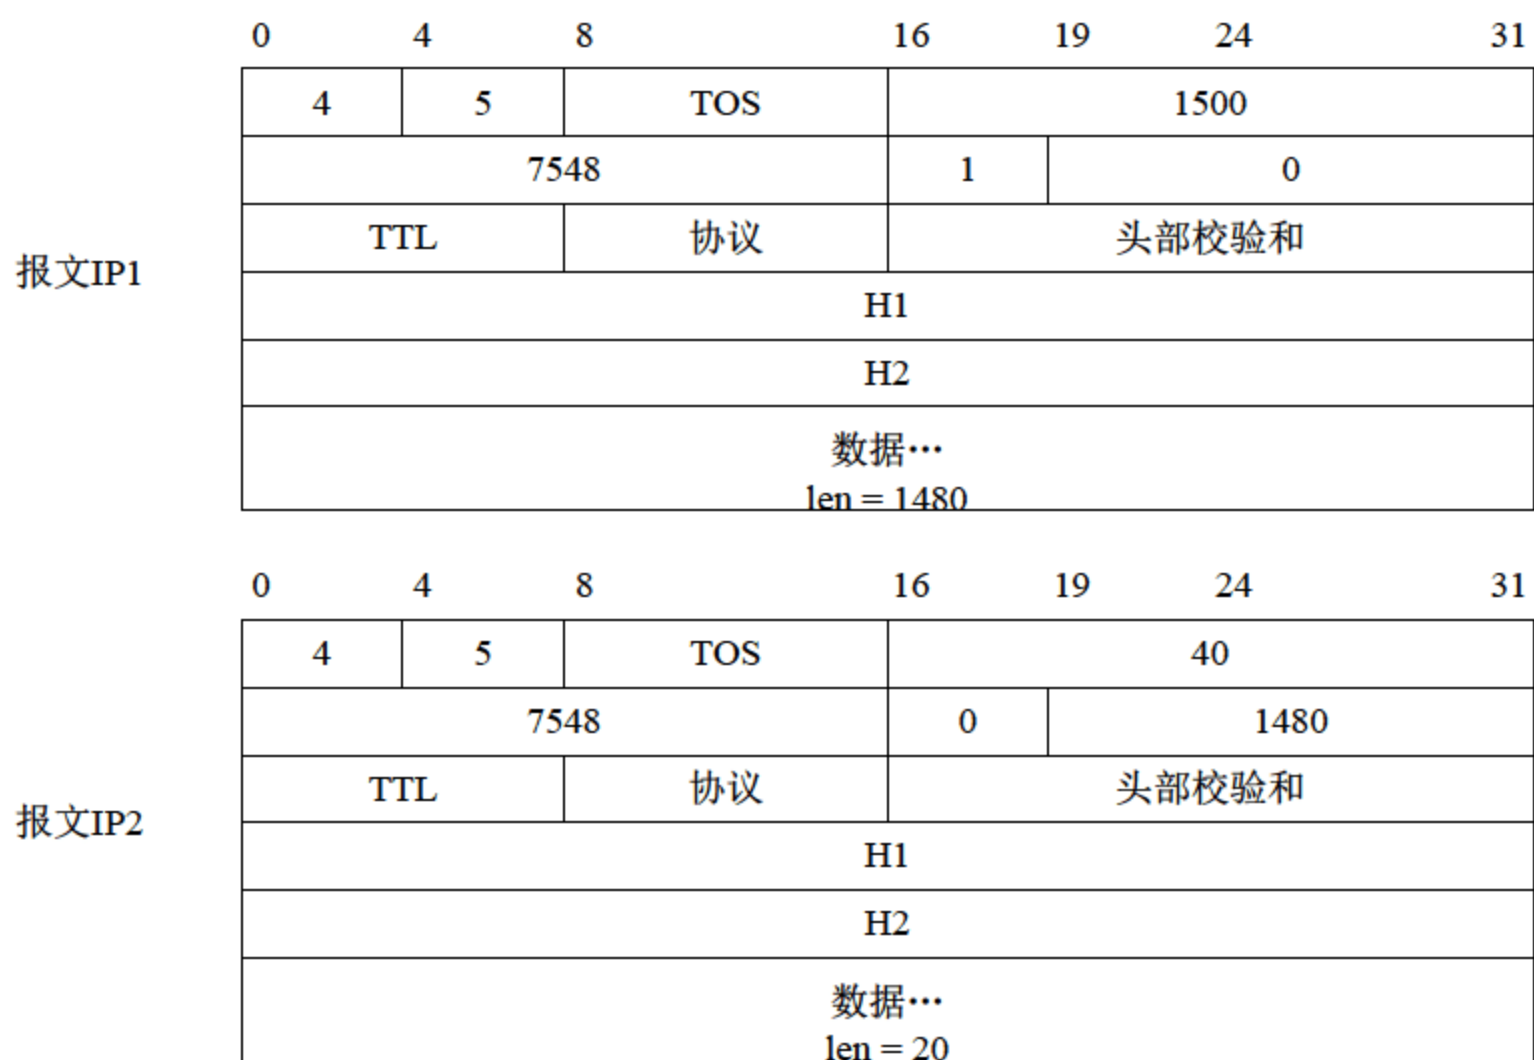 0 4 8 16 19 24 31
4 5 TOS 1500
7548 1 0
TTL 协议 头部校验和
报文IP1
H1
H2
数据…
len = 1480
0 4 8 16 19 24 31
4 5 TOS 40
7548 0 1480
TTL 协议 头部校验和
报文IP2
H1
H2
数据…
len = 20